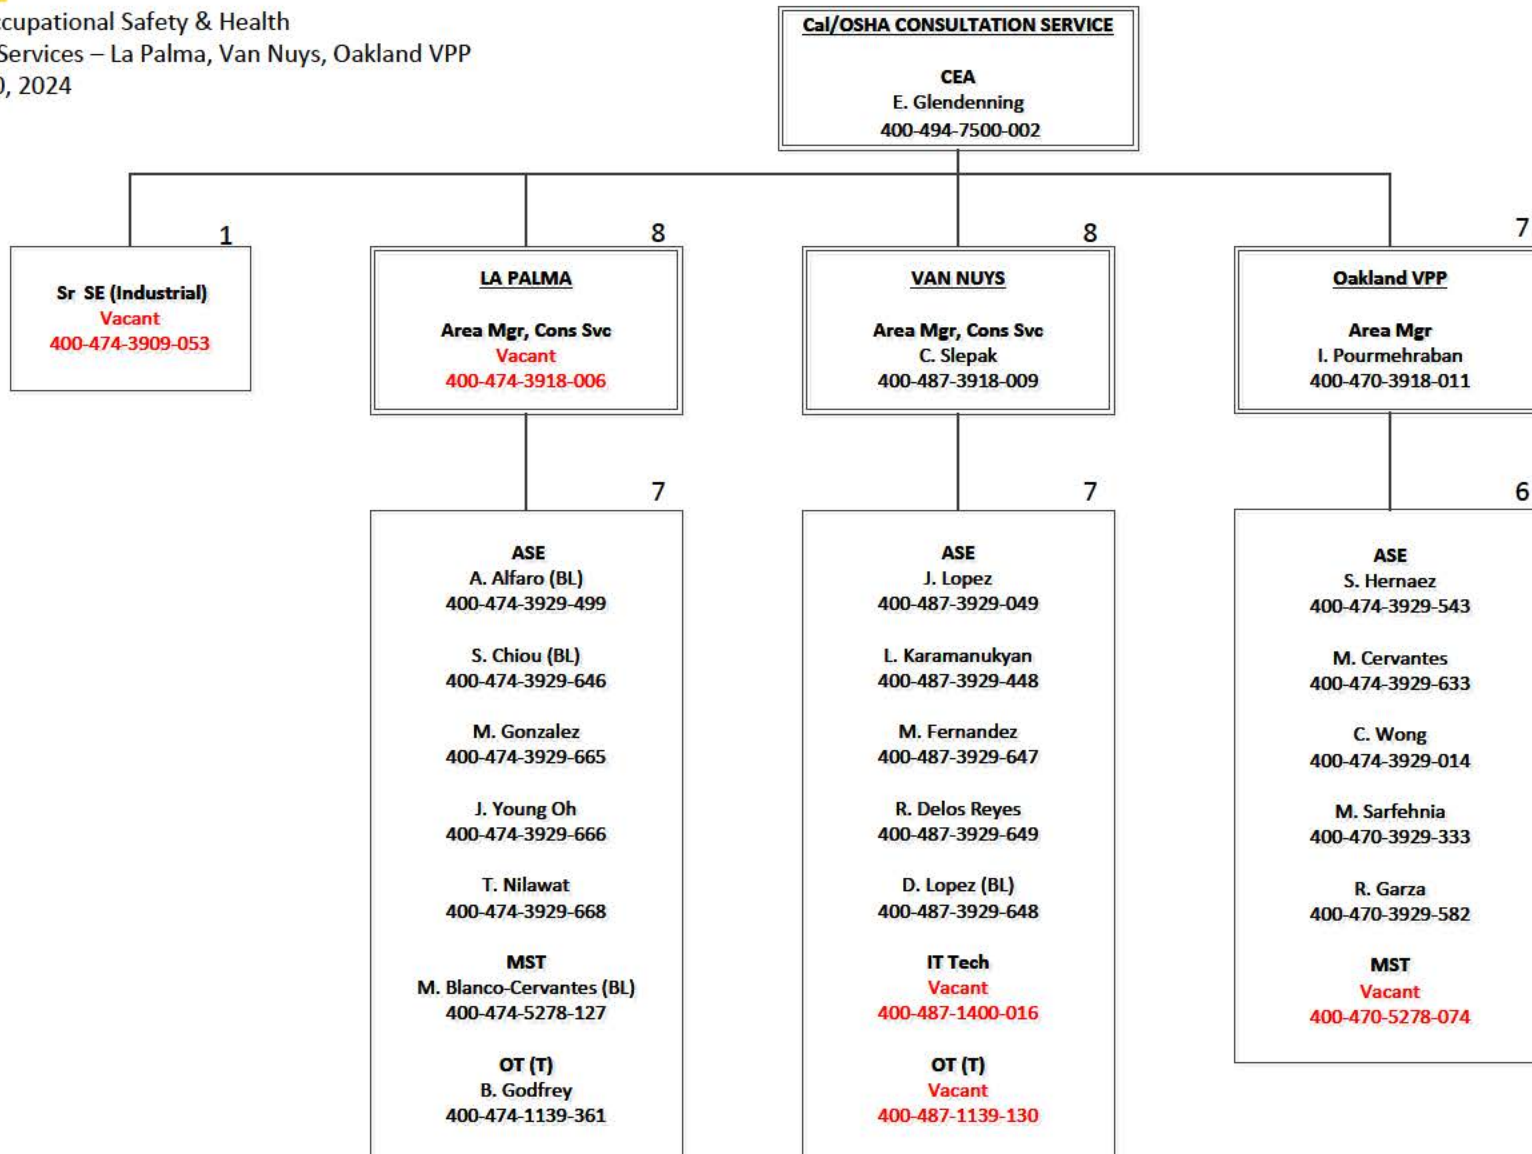 Occupational Safety & Health
Services – La Palma, Van Nuys, Oakland VPP
0, 2024
Cal/OSHA CONSULTATION SERVICE
CEA
E. Glendenning
400-494-7500-002
1
Sr SE (Industrial)
Vacant
400-474-3909-053
8
LA PALMA
Area Mgr, Cons Svc
Vacant
400-474-3918-006
7
ASE
A. Alfaro (BL)
400-474-3929-499
S. Chiou (BL)
400-474-3929-646
M. Gonzalez
400-474-3929-665
J. Young Oh
400-474-3929-666
T. Nilawat
400-474-3929-668
MST
M. Blanco-Cervantes (BL)
400-474-5278-127
OT (T)
B. Godfrey
400-474-1139-361
8
VAN NUYS
Area Mgr, Cons Svc
C. Slepak
400-487-3918-009
7
ASE
J. Lopez
400-487-3929-049
L. Karamanukyan
400-487-3929-448
M. Fernandez
400-487-3929-647
R. Delos Reyes
400-487-3929-649
D. Lopez (BL)
400-487-3929-648
IT Tech
Vacant
400-487-1400-016
OT (T)
Vacant
400-487-1139-130
7
Oakland VPP
Area Mgr
I. Pourmehraban
400-470-3918-011
6
ASE
S. Hernaez
400-474-3929-543
M. Cervantes
400-474-3929-633
C. Wong
400-474-3929-014
M. Sarfehnia
400-470-3929-333
R. Garza
400-470-3929-582
MST
Vacant
400-470-5278-074